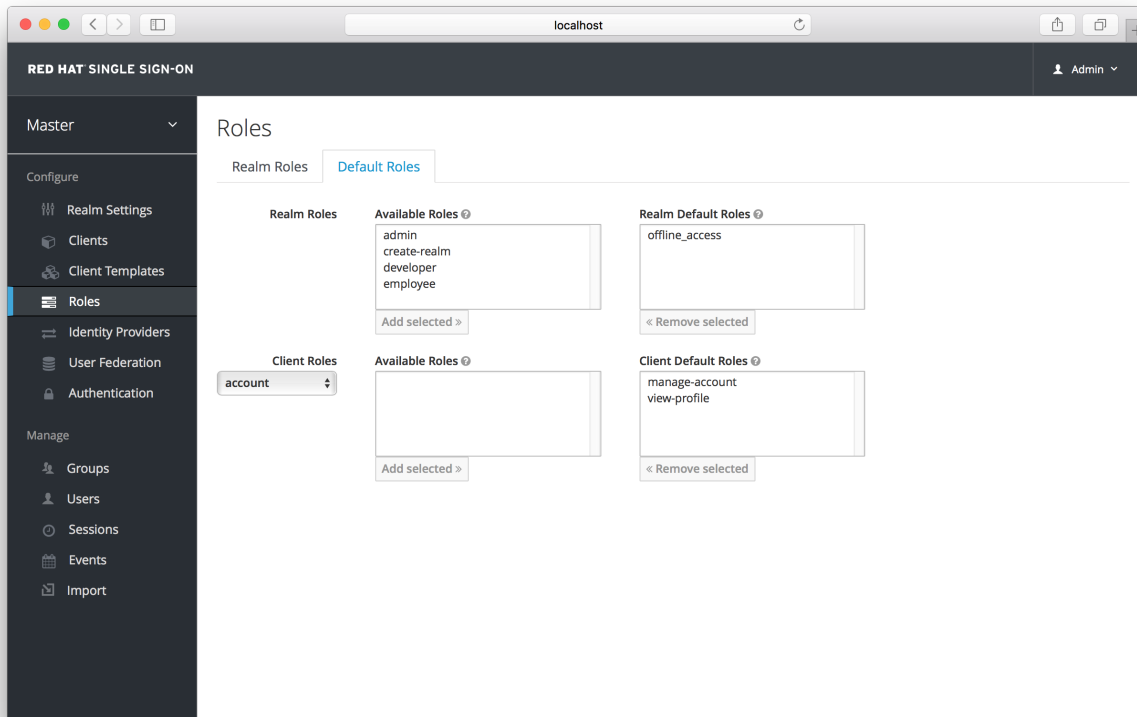 localhost
RED HAT SINGLE SIGN-ON
Admin
Master
Configure
Realm Settings
Clients
Client Templates
Roles
Identity Providers
User Federation
Authentication
Manage
Groups
Users
Sessions
Events
Import
Roles
Realm Roles Default Roles
Realm Roles Available Roles Realm Default Roles
admin
create-realm
developer
employee
offline_access
Add selected » « Remove selected
Client Roles Available Roles Client Default Roles
account
manage-account
view-profile
Add selected » « Remove selected